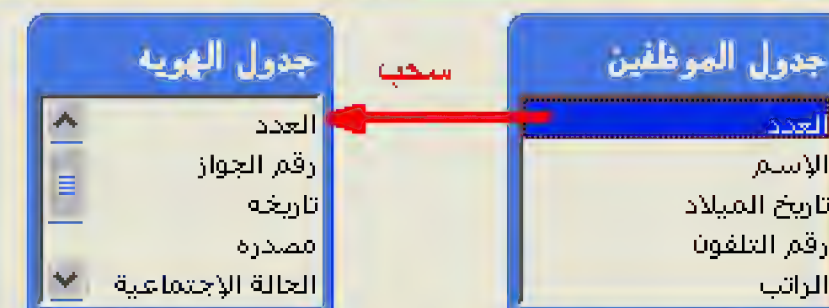 جدول الموظفين
العدد
الإسم
تاريخ الميلاد
رقم التلفون
الراتب
سحب
جدول الهويه
العدد
رقم الجواز
تاريخه
مصدره
الحالة الإجتماعية